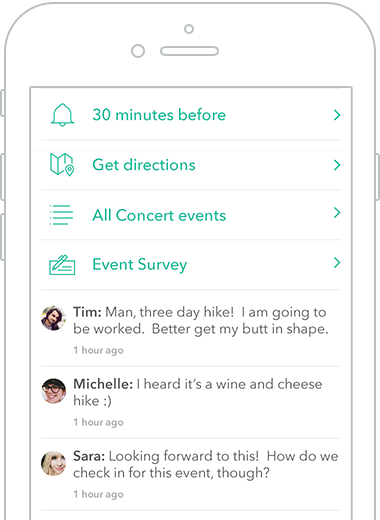 30 minutes before
Get directions
All Concert events
Event Survey
Tim: Man, three day hike!  I am going to
be worked.  Better get my butt in shape.
1 hour ago
Michelle: I heard it's a wine and cheese
hike :)
1 hour ago
Sara: Looking forward to this!  How do we
check in for this event, though?
1 hour ago